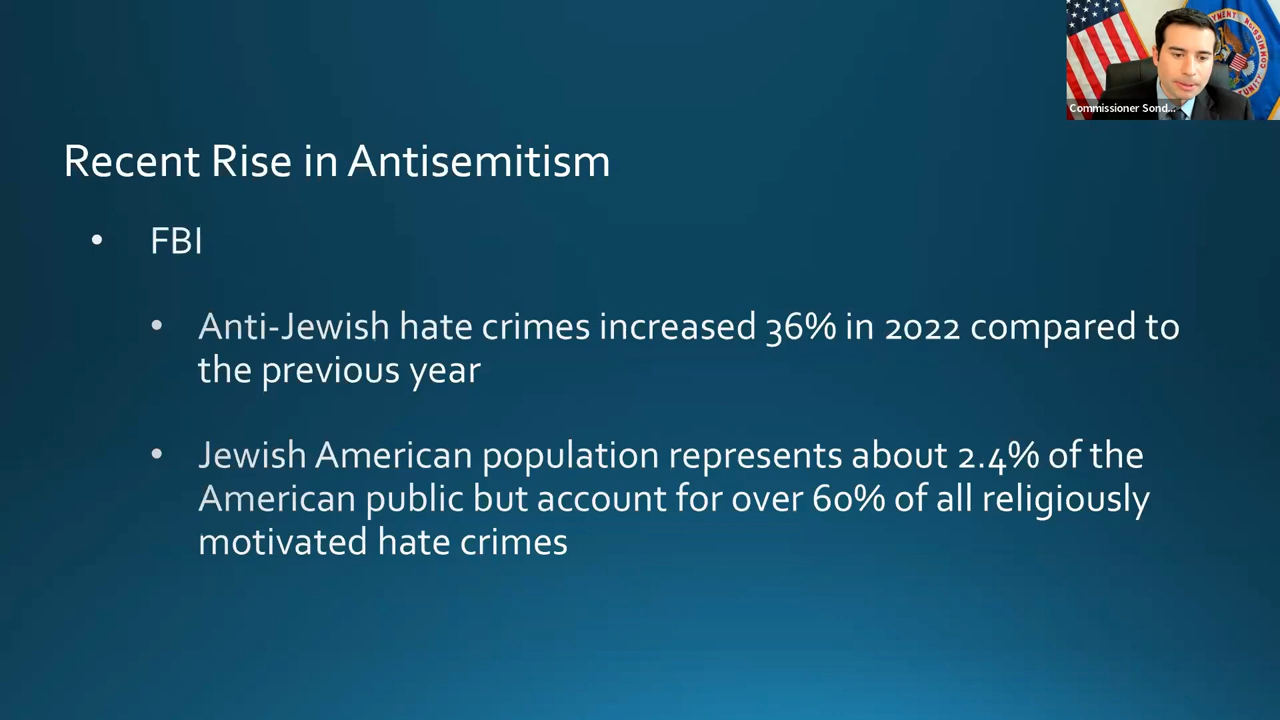 Recent Rise in Antisemitism
• FBI
• Anti-Jewish hate crimes increased 36% in 2022 compared to
the previous year
• Jewish American population represents about 2.4% of the
American public but account for over 60% of all religiously
motivated hate crimes
Commissioner Sond...